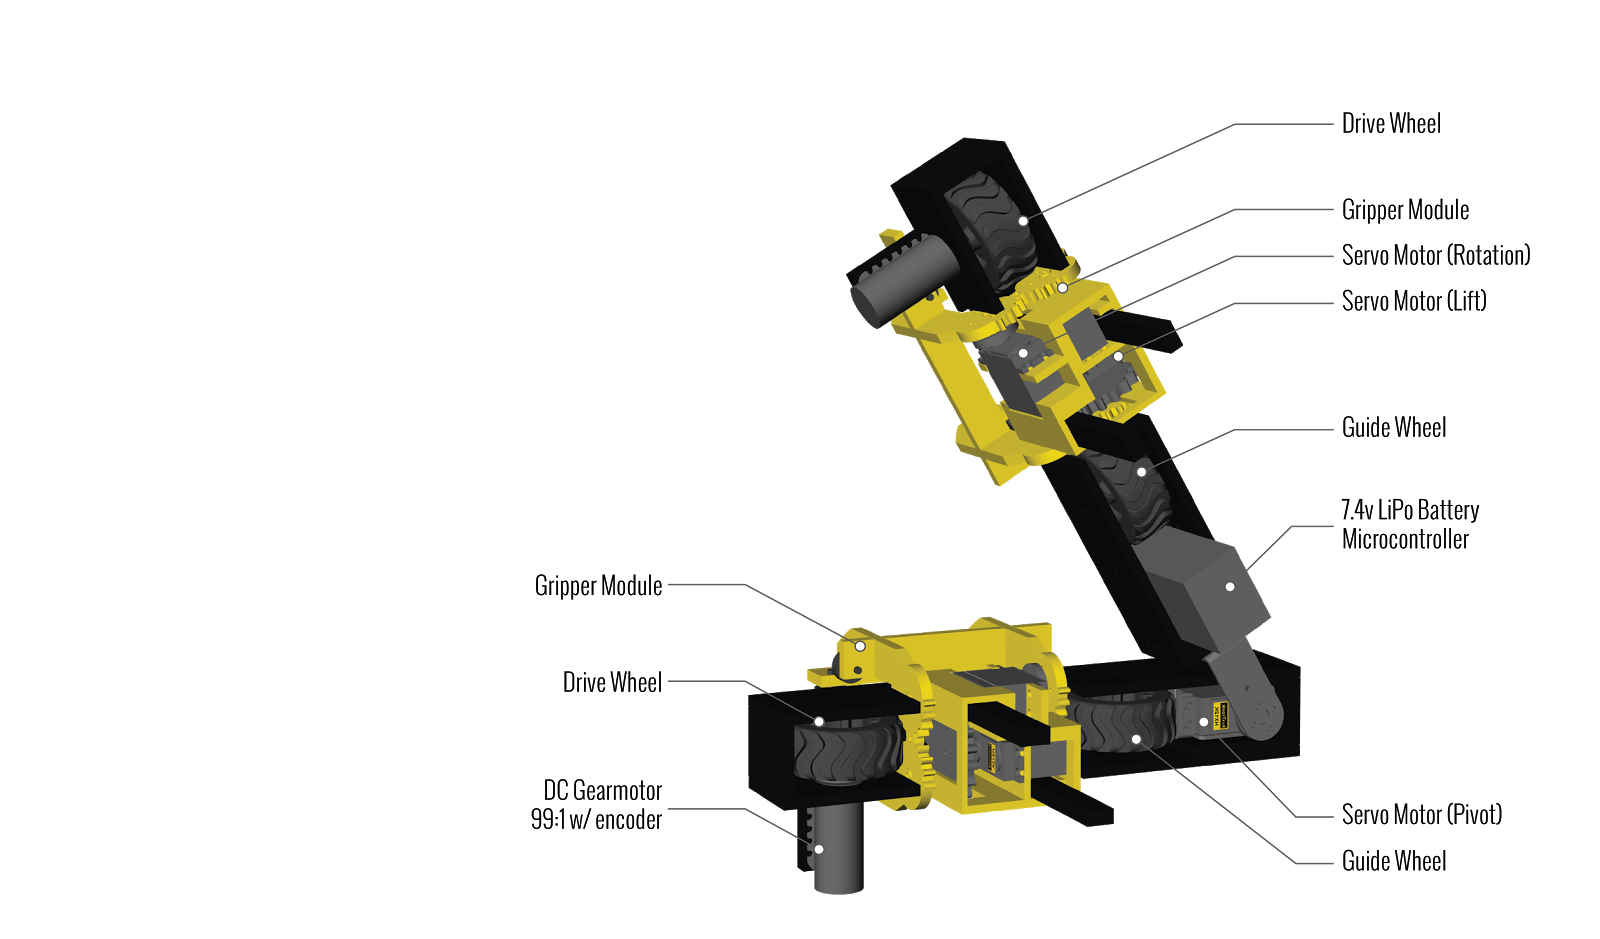 Drive Wheel
Gripper Module
Servo Motor (Rotation)
Servo Motor (Lift)
Guide Wheel
7.4v LiPo Battery
Microcontroller
Gripper Module
Drive Wheel
DC Gearmotor
99:1 w/ encoder
Servo Motor (Pivot)
Guide Wheel